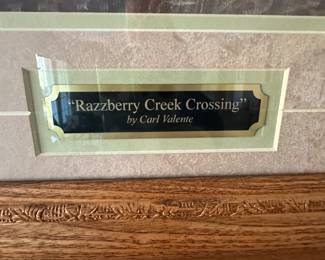 "Razzberry Creek Crossing"
by Carl Valente